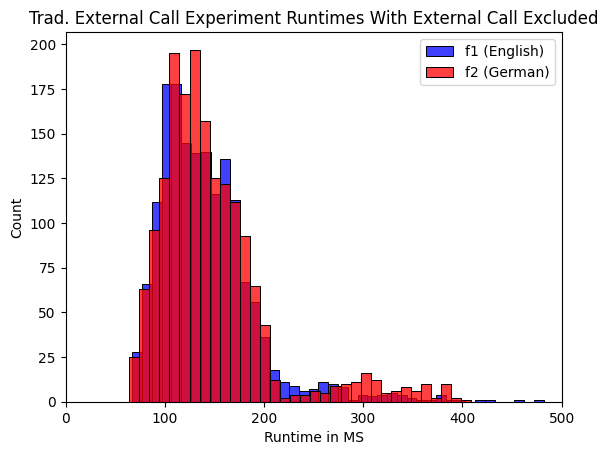 Trad. External Call Experiment Runtimes With External Call Excluded
f1 (English)
f2 (German)
Count
200
175
150
125
100
75
50
25
0
0 100 200 300 400 500
Runtime in MS